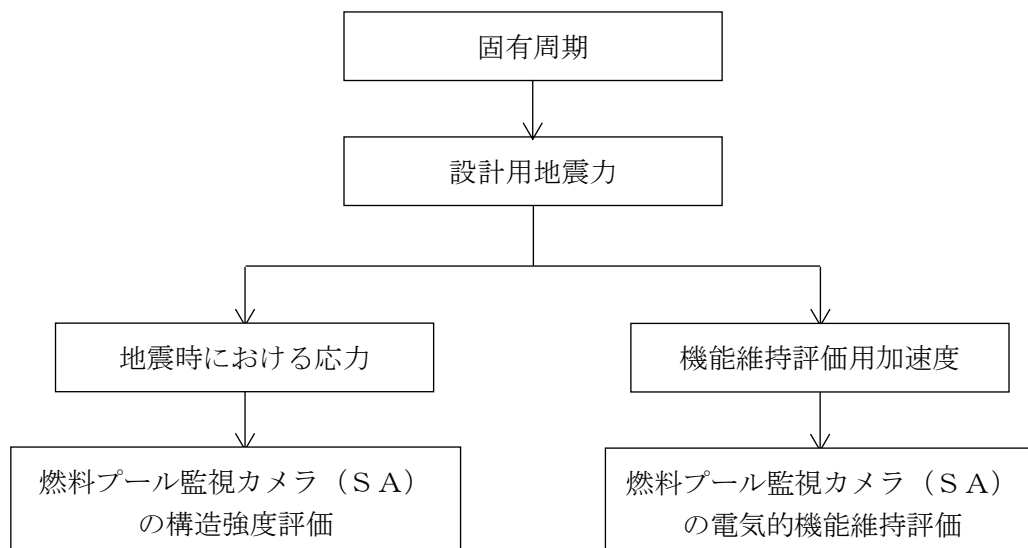 固有周期
設計用地震力
地震時における応力
機能維持評価用加速度
燃料プール監視カメラ(SA)
の構造強度評価
燃料プール監視カメラ(SA)
の電気的機能維持評価